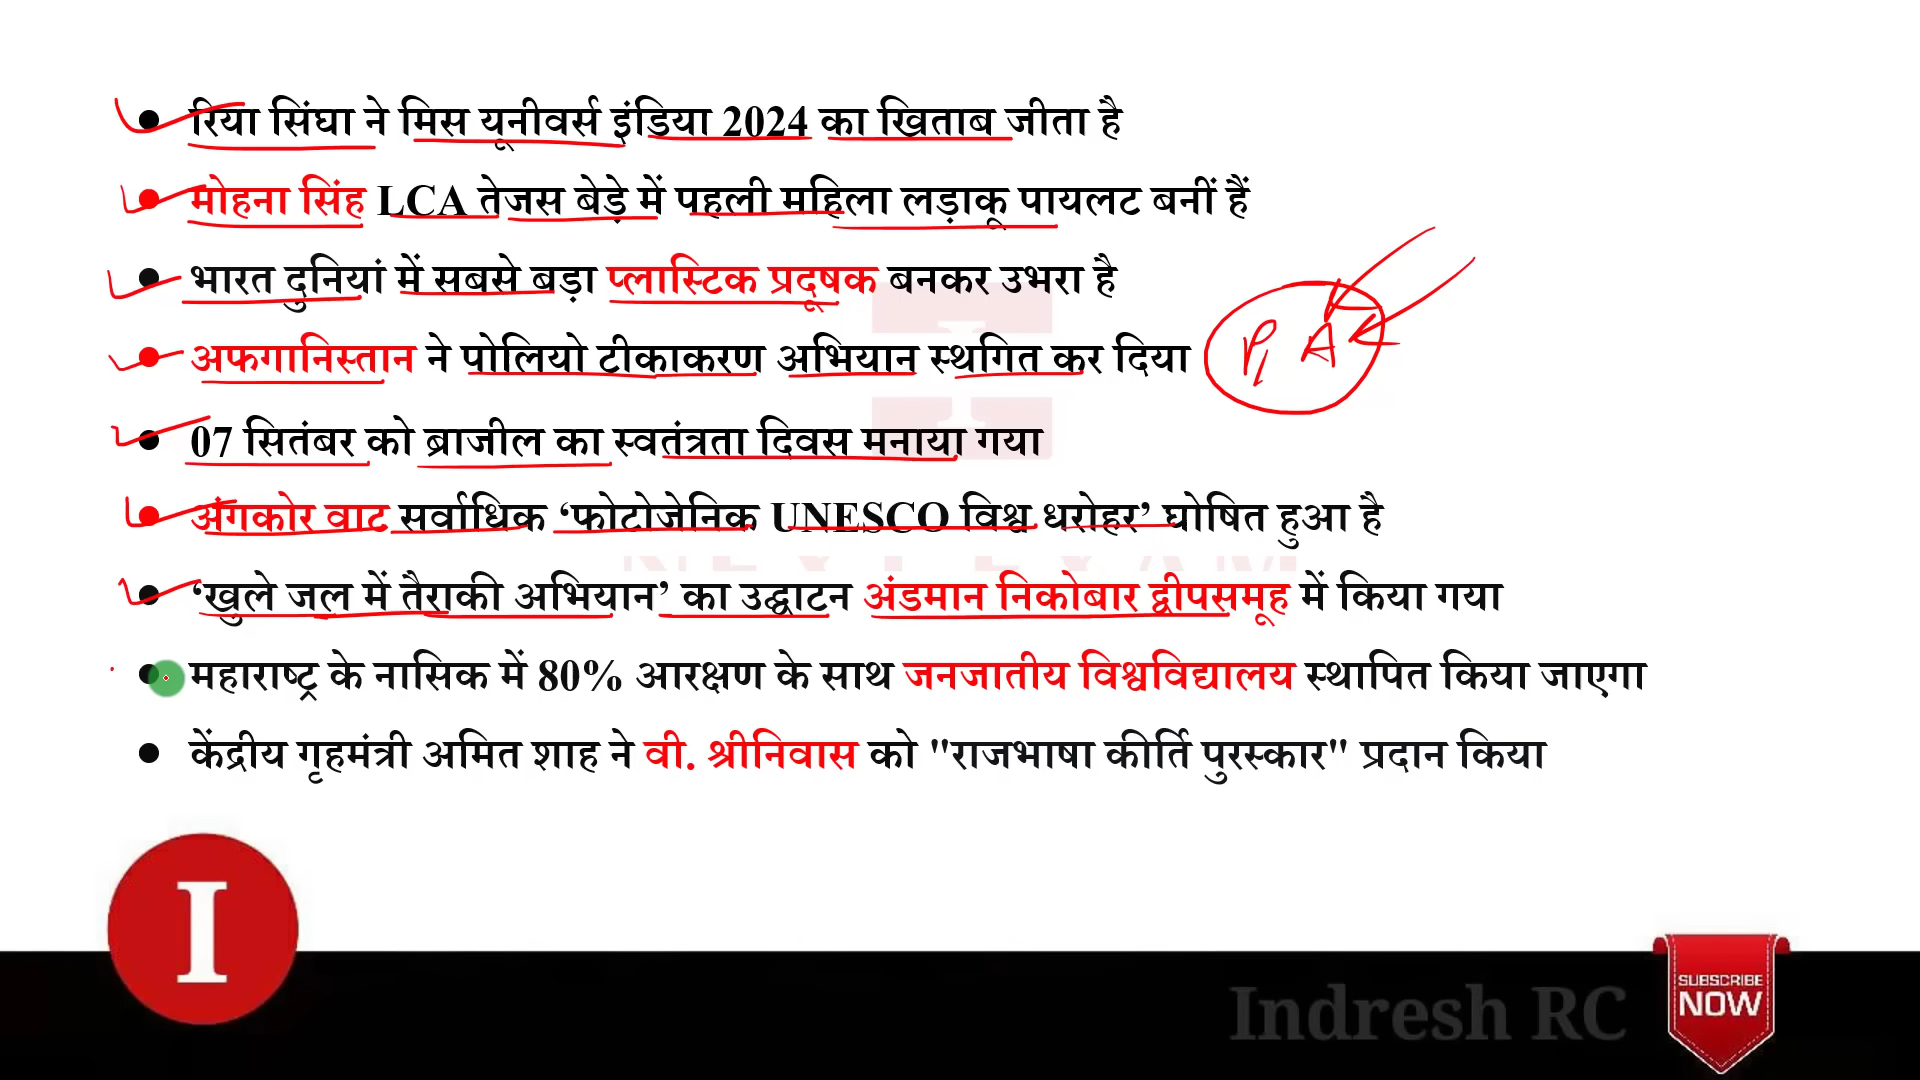 रिया सिंघा ने मिस यूनीवर्स इंडिया 2024 का खिताब जीता है
मोहना सिंह LCA तेजस बेड़े में पहली महिला लड़ाकू पायलट बनीं हैं
भारत दुनियां में सबसे बड़ा प्लास्टिक प्रदूषक बनकर उभरा है
अफगानिस्तान ने पोलियो टीकाकरण अभियान स्थगित कर दिया P, A
07 सितंबर को ब्राजील का स्वतंत्रता दिवस मनाया गया
अंगकोर वाट सर्वाधिक ‘फोटोजेनिक UNESCO विश्व धरोहर’ घोषित हुआ है
NEXT EXAM
‘खुले जल में तैराकी अभियान’ का उद्घाटन अंडमान निकोबार द्वीपसमूह में किया गया
महाराष्ट्र के नासिक में 80% आरक्षण के साथ जनजातीय विश्वविद्यालय स्थापित किया जाएगा
केंद्रीय गृहमंत्री अमित शाह ने वी. श्रीनिवास को "राजभाषा कीर्ति पुरस्कार" प्रदान किया
I
Indresh RC
SUBSCRIBE
NOW